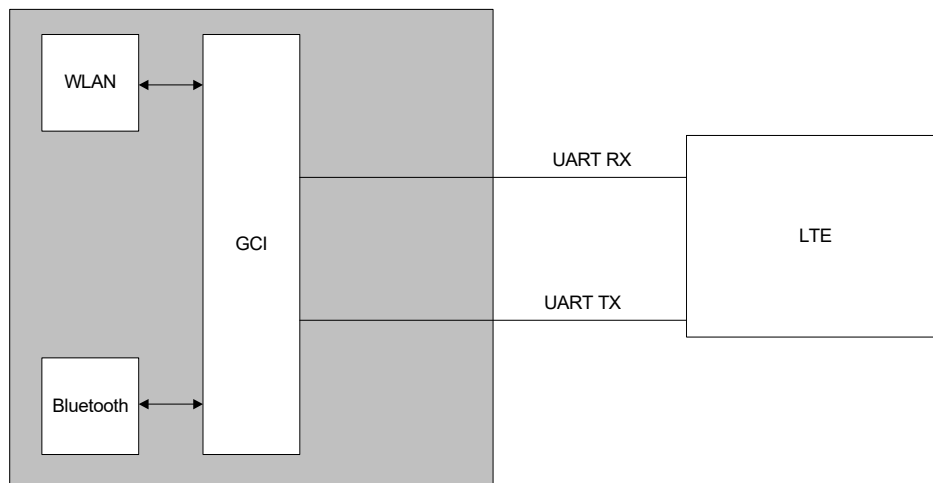 WLAN
UART RX
GCI
LTE
UART TX
Bluetooth